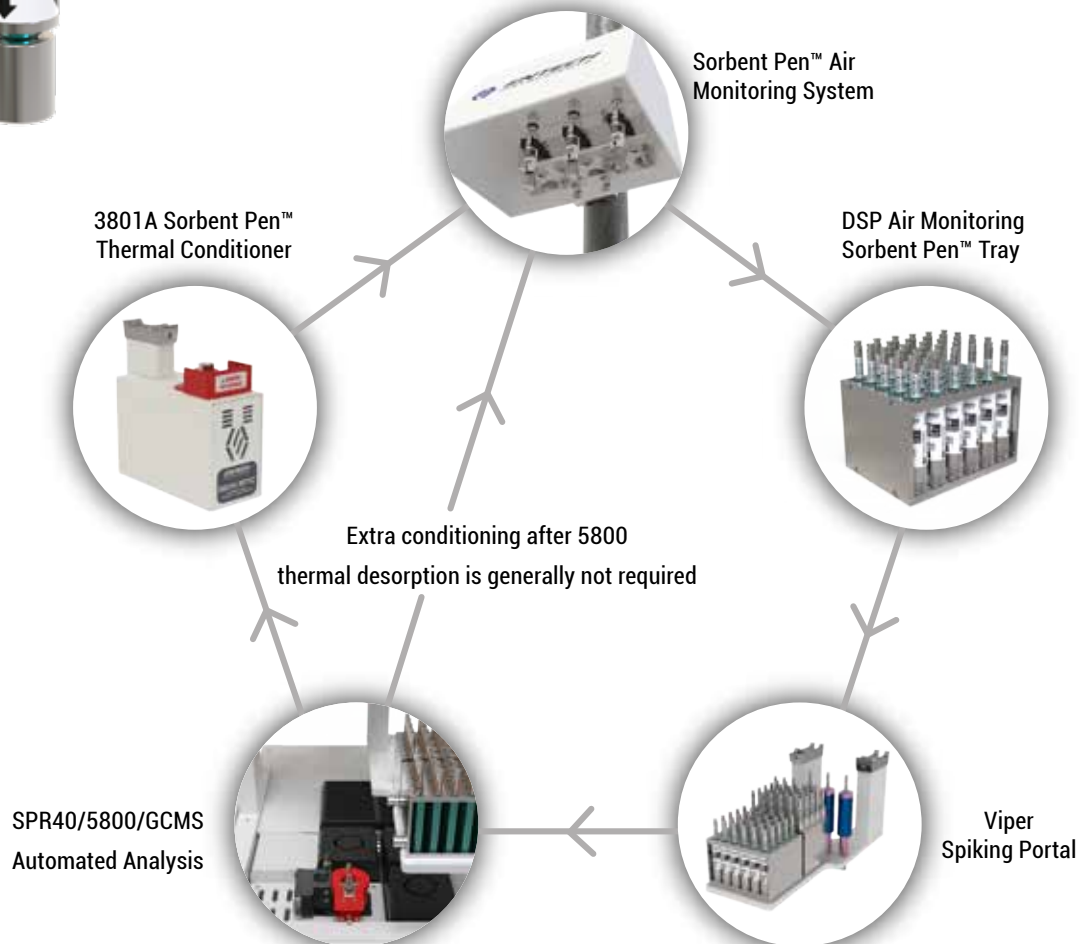 Sorbent Pen™ Air
Monitoring System
3801A Sorbent Pen™
Thermal Conditioner
DSP Air Monitoring
Sorbent Pen™ Tray
Extra conditioning after 5800
thermal desorption is generally not required
SPR40/5800/GCMS
Automated Analysis
Viper
Spiking Portal